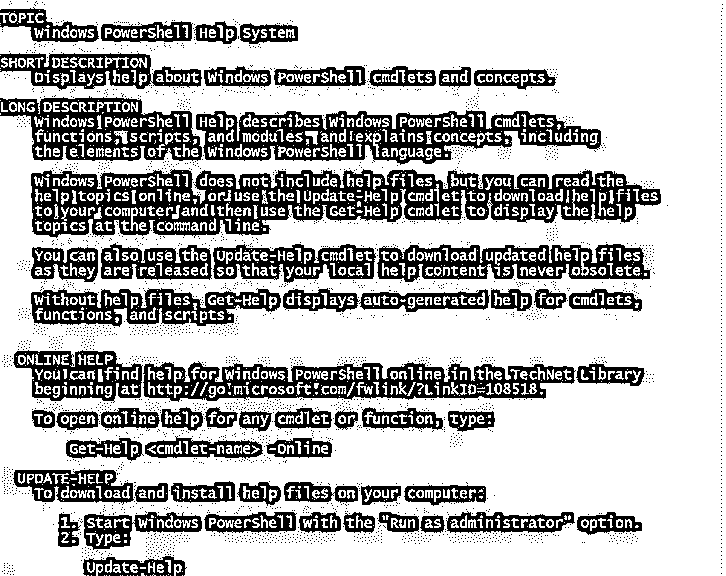 TOPIC
Windows PowerShell Help System
SHORT DESCRIPTION
Displays help about Windows PowerShell cmdlets and concepts.
LONG DESCRIPTION
Windows PowerShell Help describes Windows PowerShell cmdlets,
functions, scripts, and modules, and explains concepts, including
the elements of the Windows PowerShell language.
Windows PowerShell does not include help files, but you can read the
help topics online, or use the Update-Help cmdlet to download help files
to your computer and then use the Get-Help cmdlet to display the help
topics at the command line.
You can also use the Update-Help cmdlet to download updated help files
as they are released so that your local help content is never obsolete.
Without help files, Get-Help displays auto-generated help for cmdlets,
functions, and scripts.
ONLINE HELP
You can find help for Windows PowerShell online in the TechNet Library
beginning at http://go.microsoft.com/fwlink/?LinkID=108518.
To open online help for any cmdlet or function, type:
Get-Help <cmdlet-name> -Online
UPDATE-HELP
To download and install help files on your computer:
1. Start Windows PowerShell with the "Run as administrator" option.
2. Type:
Update-Help